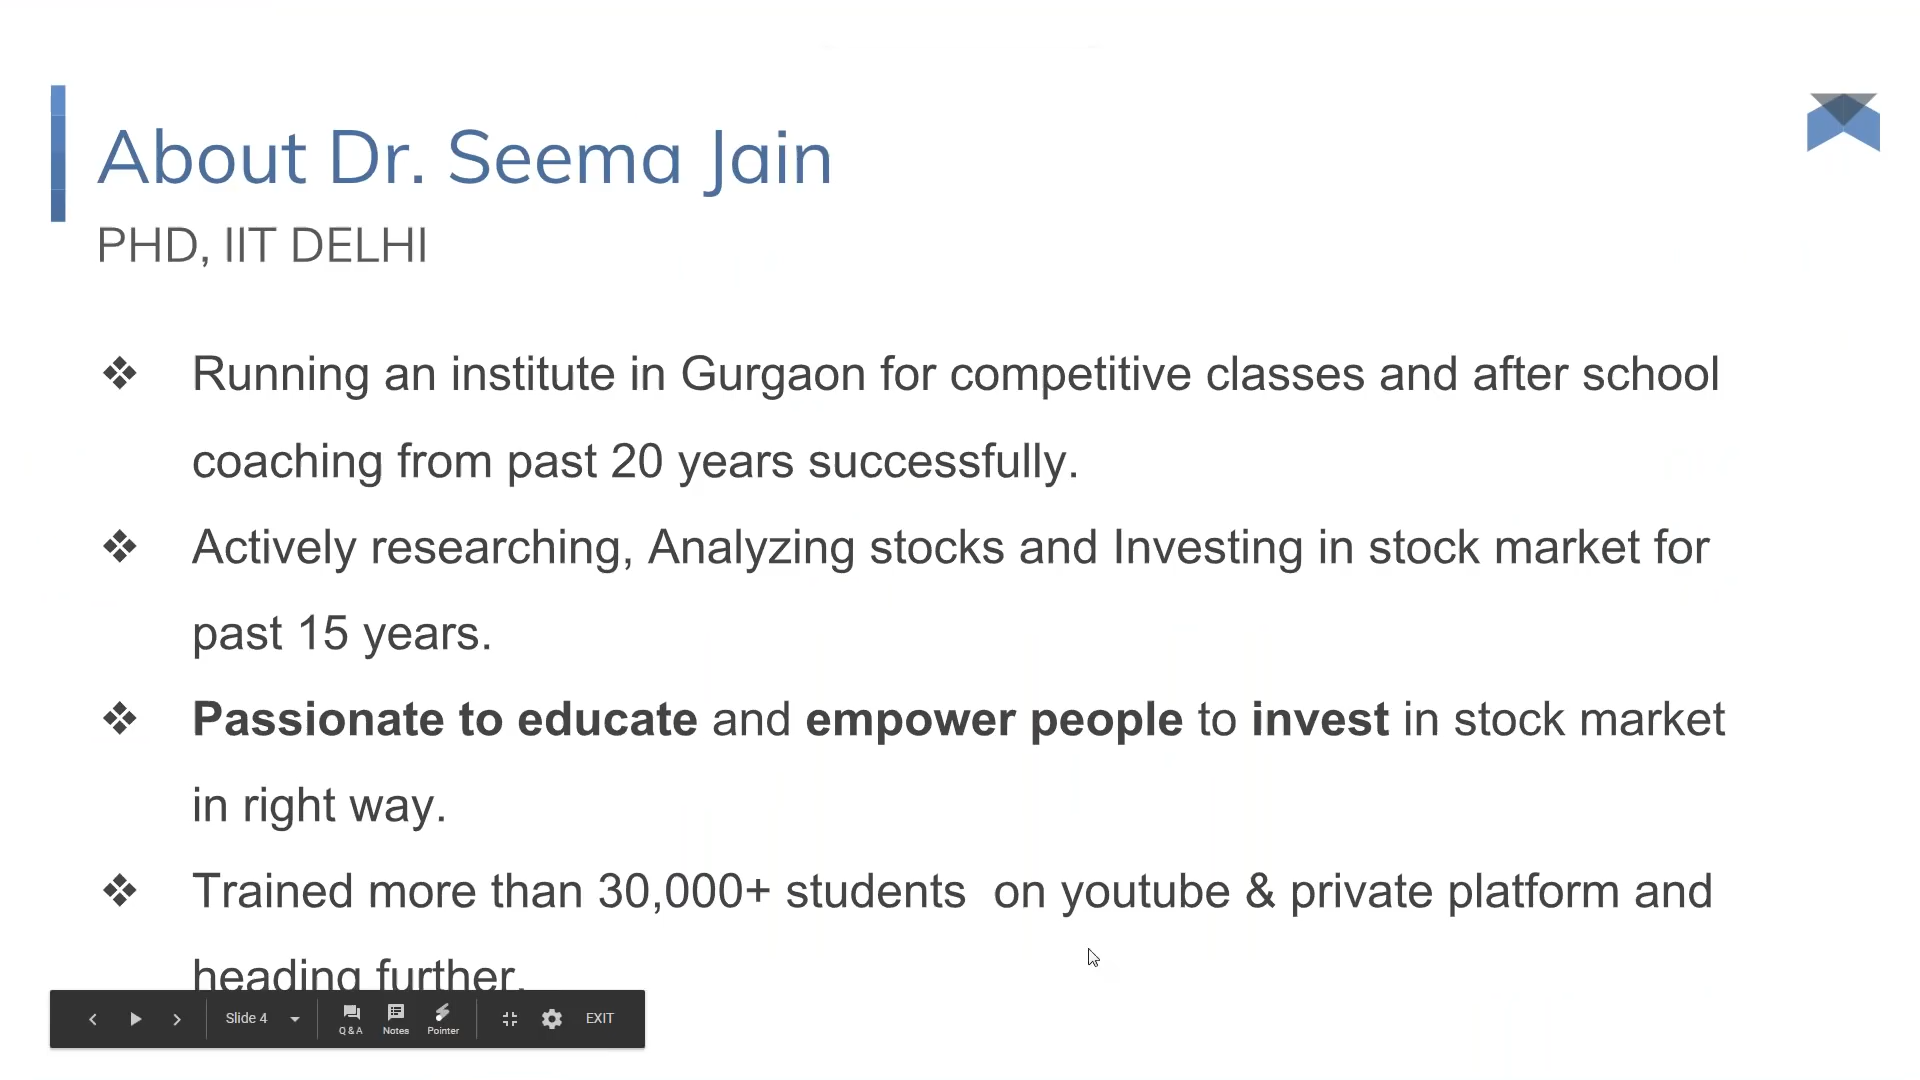 About Dr. Seema Jain
PHD, IIT DELHI
❖ Running an institute in Gurgaon for competitive classes and after school
coaching from past 20 years successfully.
❖ Actively researching, Analyzing stocks and Investing in stock market for
past 15 years.
❖ Passionate to educate and empower people to invest in stock market
in right way.
❖ Trained more than 30,000+ students  on youtube & private platform and
heading further.
Slide 4 Q & A Notes Pointer EXIT